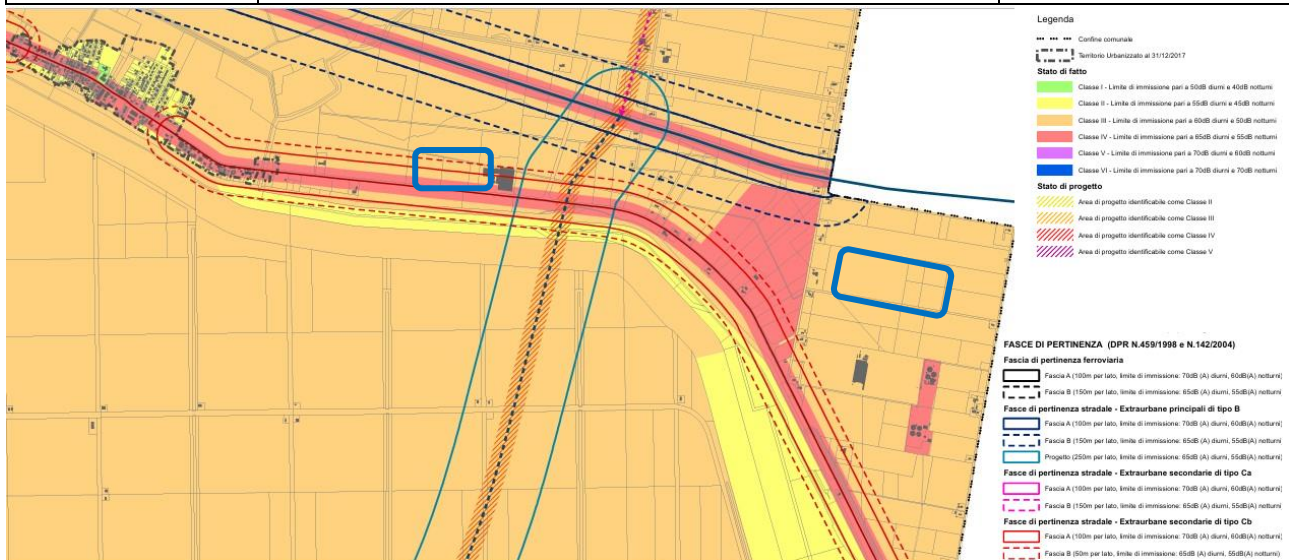 Legenda
Confine comunale
Territorio Urbanizzato al 31/12/2017
Stato di fatto
Classe I - Limite di immissione pari a 50dB diurni e 40dB notturni
Classe II - Limite di immissione pari a 55dB diurni e 45dB notturni
Classe III - Limite di immissione pari a 60dB diurni e 50dB notturni
Classe IV - Limite di immissione pari a 65dB diurni e 55dB notturni
Classe V - Limite di immissione pari a 70dB diurni e 60dB notturni
Classe VI - Limite di immissione pari a 70dB diurni e 70dB notturni
Stato di progetto
Area di progetto identificabile come Classe II
Area di progetto identificabile come Classe III
Area di progetto identificabile come Classe IV
Area di progetto identificabile come Classe V
FASCE DI PERTINENZA (DPR N.459/1998 e N.142/2004)
Fascia di pertinenza ferroviaria
Fascia A (100m per lato, limite di immissione: 70dB (A) diurni, 60dB(A) notturni)
Fascia B (150m per lato, limite di immissione: 65dB (A) diurni, 55dB(A) notturni
Fasce di pertinenza stradale - Extraurbane principali di tipo B
Fascia A (100m per lato, limite di immissione: 70dB (A) diurni, 60dB(A) notturni)
Fascia B (150m per lato, limite di immissione: 65dB (A) diurni, 55dB(A) notturni
Progetto (250m per lato, limite di immissione: 65dB (A) diurni, 55dB(A) notturni)
Fasce di pertinenza stradale - Extraurbane secondarie di tipo Ca
Fascia A (100m per lato, limite di immissione: 70dB (A) diurni, 60dB(A) notturni)
Fascia B (150m per lato, limite di immissione: 65dB (A) diurni, 55dB(A) notturni
Fasce di pertinenza stradale - Extraurbane secondarie di tipo Cb
Fascia A (100m per lato, limite di immissione: 70dB (A) diurni, 60dB(A) notturni)
Fascia B (50m per lato, limite di immissione: 65dB (A) diurni, 55dB(A) notturni)